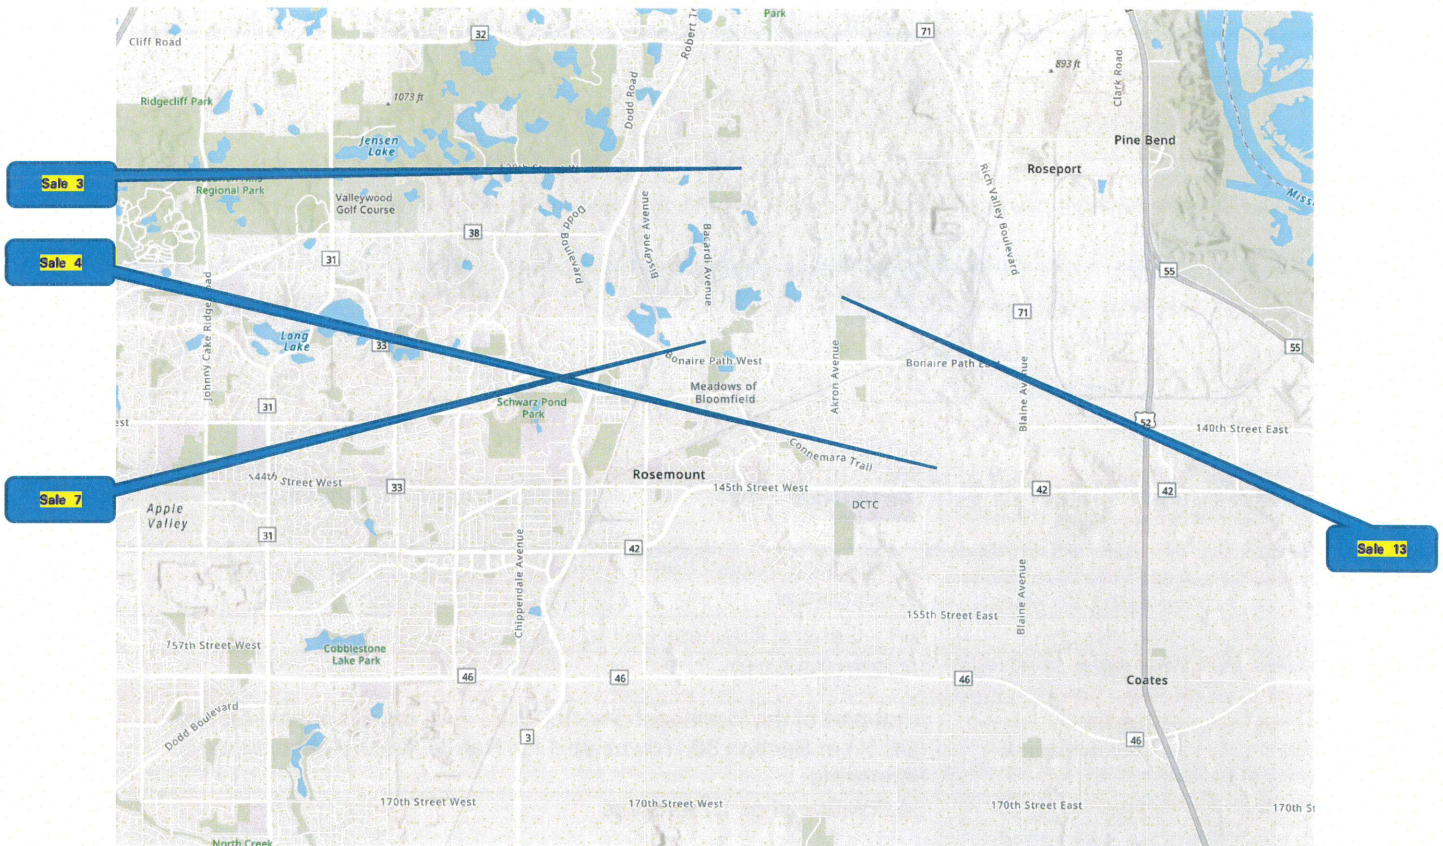 Park
Cliff Road
32
Robert Tr
71
893 ft
Clark Road
Ridgecliff Park
1073 ft
Dodd Road
Jensen
Lake
Pine Bend
Roseport
Sale 3
Regional Park
Valleywood
Golf Course
Rich Valley Boulevard
Miss
Dodd Boulevard
Biscayne Avenue
Bacardi Avenue
38
31
Sale 4
55
Johnny Cake Ridge Road
71
Long
Lake
33
55
Bonaire Path West
Akron Avenue
Bonaire Path East
Blaine Avenue
Meadows of
Bloomfield
31
Schwarz Pond
Park
est
52
140th Street East
Connemara Trail
Rosemount
144th Street West
33
145th Street West
42
42
Sale 7
DCTC
Apple
Valley
31
42
Sale 13
Chippendale Avenue
Blaine Avenue
155th Street East
157th Street West
Cobblestone
Lake Park
46
46
46
Coates
Dodd Boulevard
3
46
170th Street West
170th Street West
170th Street East
170th St
North Creek